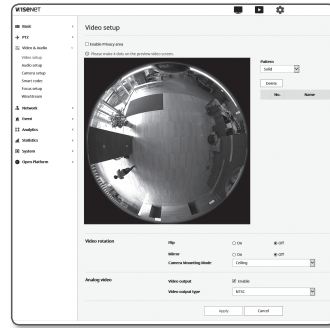 WISENET
Basic
PTZ
Video & Audio
Video setup
Audio setup
Camera setup
Smart codec
Focus setup
WiseStream
Network
Event
Analytics
Statistics
System
Open Platform
Video setup
Enable Privacy area
Please make 4 dots on the preview video screen.
Pattern
Solid
Delete
No. Name
Video rotation
Flip On Off
Mirror On Off
Camera Mounting Mode Ceiling
Analog video
Video output Enable
Video output type NTSC
Apply Cancel